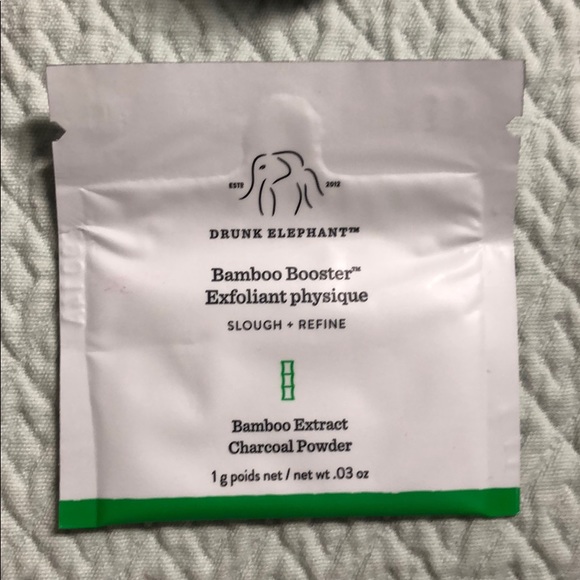 ESTD 2012
DRUNK ELEPHANT™
Bamboo Booster™
Exfoliant physique
SLOUGH + REFINE
Bamboo Extract
Charcoal Powder
1 g poids net / net wt .03 oz